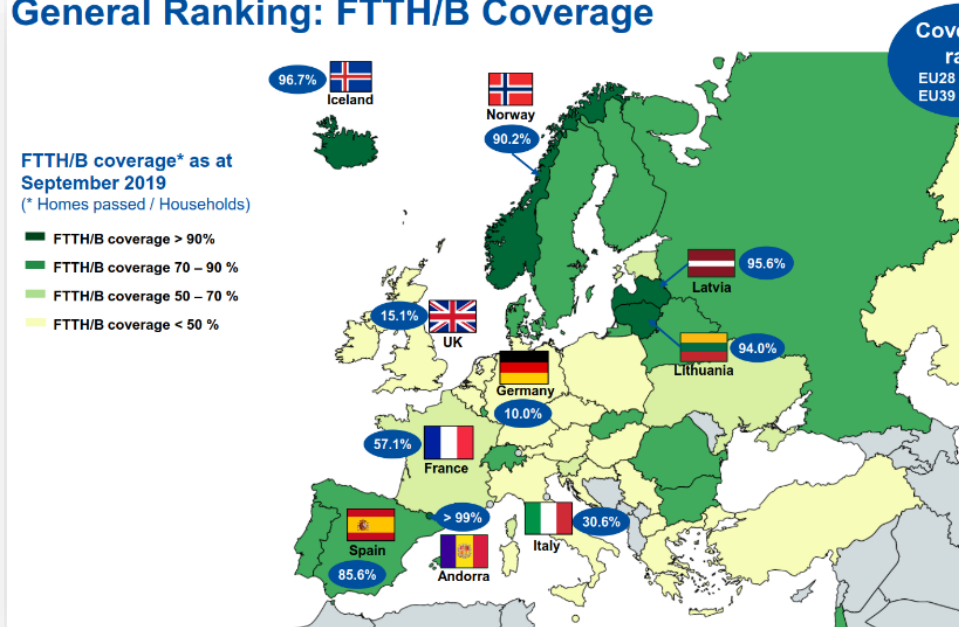 General Ranking: FTTH/B Coverage
96.7%
Iceland
Norway
90.2%
EU28
EU39
FTTH/B coverage* as at
September 2019
(* Homes passed / Households)
FTTH/B coverage > 90%
FTTH/B coverage 70 – 90 %
FTTH/B coverage 50 – 70 %
FTTH/B coverage < 50 %
95.6%
Latvia
15.1%
UK
94.0%
Lithuania
Germany
10.0%
57.1%
France
> 99%
Andorra
30.6%
Italy
Spain
85.6%